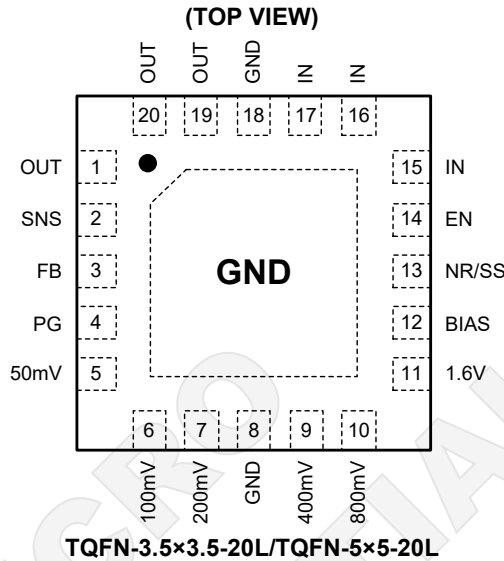 (TOP VIEW)
OUT OUT GND IN IN
20 19 18 17 16
OUT 1 15 IN
SNS 2 14 EN
GND
FB 3 13 NR/SS
PG 4 12 BIAS
50mV 5 11 1.6V
6 7 8 9 10
100mV 200mV GND 400mV 800mV
TQFN-3.5×3.5-20L/TQFN-5×5-20L